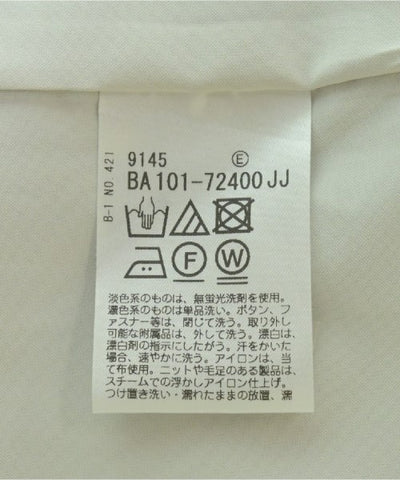 B-1 NO.421
9145 E
BA101-72400JJ
F W
淡色系のものは、無蛍光洗剤を使用。
濃色系のものは単品洗い。ボタン、フ
ァスナー等は、閉じて洗う。取り外し
可能な附属品は、外して洗う。漂白は、
漂白剤の指示にしたがう。汗をかいた
場合、速やかに洗う。アイロンは、当
て布使用。ニットや毛足のある製品は、
スチームでの浮かしアイロン仕上げ。
つけ置き洗い・濡れたままの放置、濡